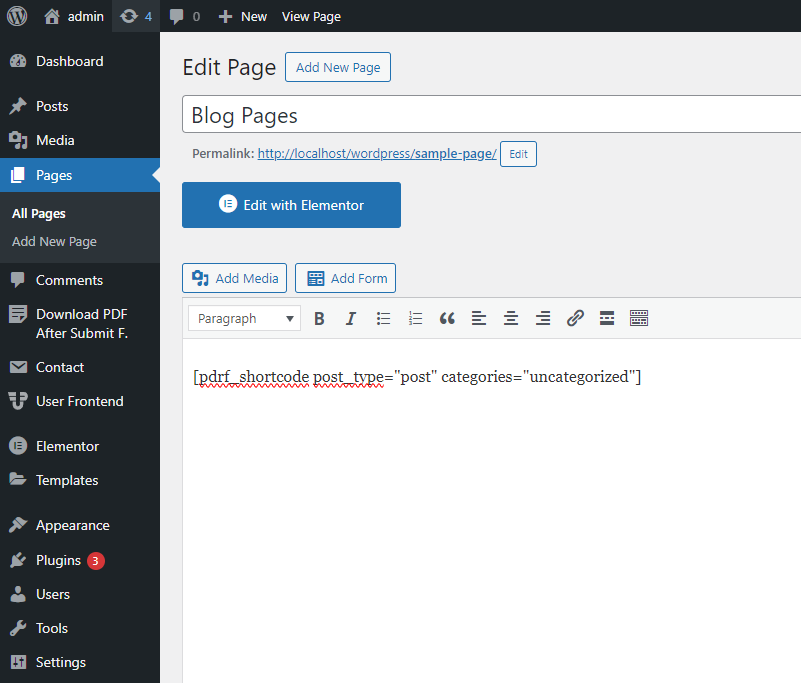 admin 4 0 New View Page
Dashboard
Posts
Media
Pages
All Pages
Add New Page
Comments
Download PDF
After Submit F.
Contact
User Frontend
Elementor
Templates
Appearance
Plugins 3
Users
Tools
Settings
Edit Page Add New Page
Blog Pages
Permalink: http://localhost/wordpress/sample-page/ Edit
Edit with Elementor
Add Media Add Form
Paragraph B I
[pdrf_shortcode post_type="post" categories="uncategorized"]